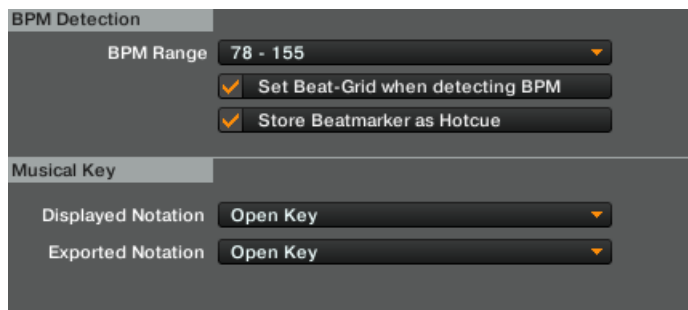 BPM Detection
BPM Range 78 - 155
Set Beat-Grid when detecting BPM
Store Beatmarker as Hotcue
Musical Key
Displayed Notation Open Key
Exported Notation Open Key